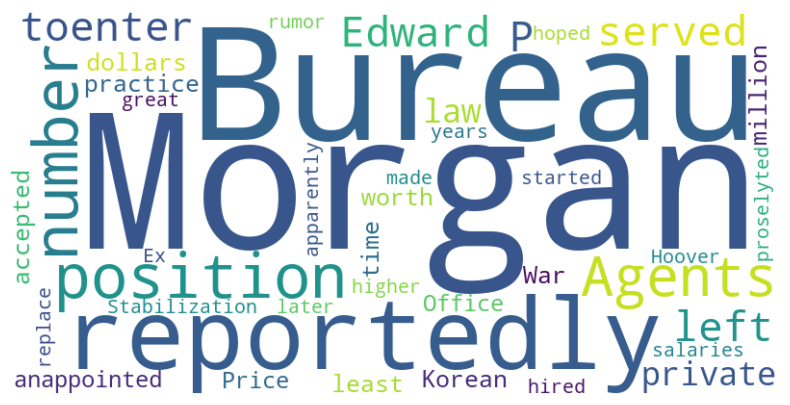 rumor
toenter
Edward
P
hoped
served
dollars
Bureau
practice
great
law
years
million
number
Morgan
apparently
made
started
proselyted
accepted
worth
time
Ex
Hoover
position
higher
War
Agents
Stabilization
later
Office
replace
reportedly
left
salaries
anappointed
Price
least
Korean
hired
private